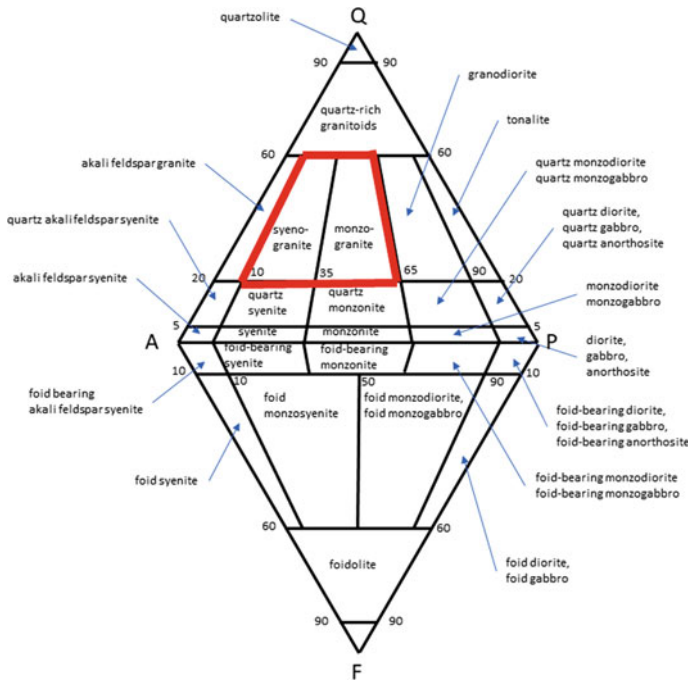 Q
quartzolite
90
90
granodiorite
quartz-rich
granitoids
tonalite
60
60
akali feldspar granite
quartz monzodiorite
quartz monzogabbro
quartz akali feldspar syenite
syeno-
granite
monzo-
granite
quartz diorite,
quartz gabbro,
quartz anorthosite
akali feldspar syenite
20
10
35
65
90
20
quartz
syenite
quartz
monzonite
monzodiorite
monzogabbro
5
syenite
monzonite
5
A
P
foid-bearing
syenite
foid-bearing
monzonite
diorite,
gabbro,
anorthosite
10
10
50
90
10
foid bearing
akali feldspar syenite
foid
monzosyenite
foid monzodiorite,
foid monzogabbro
foid-bearing diorite,
foid-bearing gabbro,
foid-bearing anorthosite
foid syenite
foid-bearing monzodiorite
foid-bearing monzogabbro
60
60
foidolite
foid diorite,
foid gabbro
90
90
F